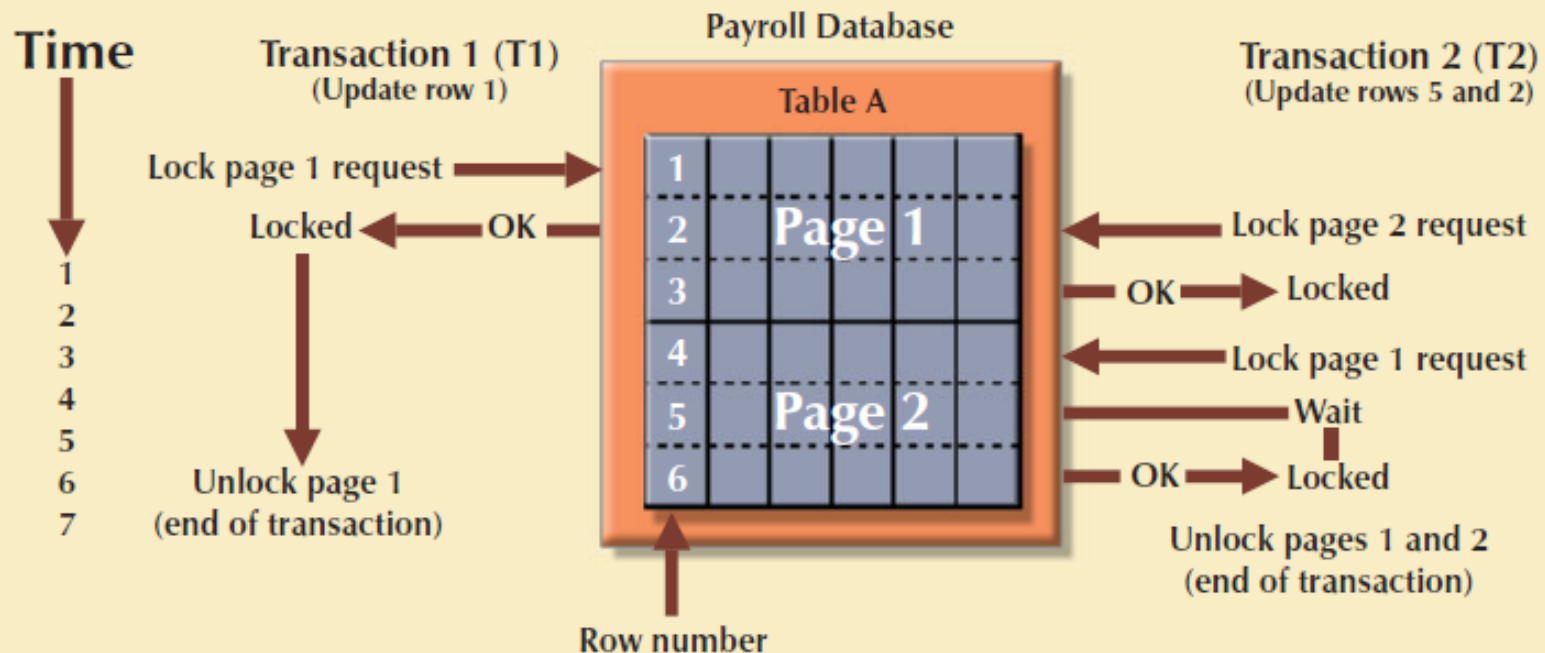 Payroll Database
Time
Transaction 1 (T1)
(Update row 1)
Transaction 2 (T2)
(Update rows 5 and 2)
Table A
Lock page 1 request
Locked
OK
1
2
3
4
5
6
7
Unlock page 1
(end of transaction)
1
2
3
4
5
6
Page 1
Page 2
Lock page 2 request
OK
Locked
Lock page 1 request
Wait
OK
Locked
Unlock pages 1 and 2
(end of transaction)
Row number